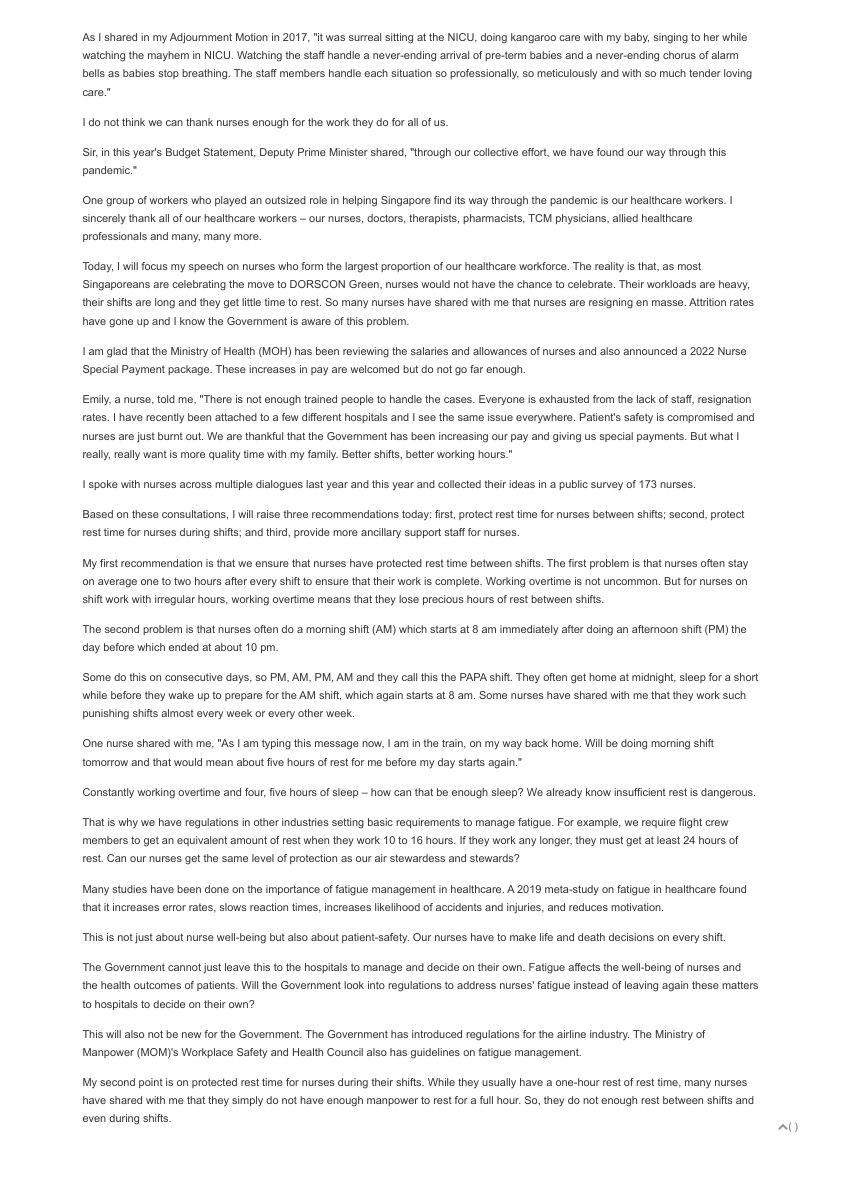 As I shared in my Adjournment Motion in 2017, "it was surreal sitting at the NICU, doing kangaroo care with my baby, singing to her while
watching the mayhem in NICU. Watching the staff handle a never-ending arrival of pre-term babies and a never-ending chorus of alarm
bells as babies stop breathing. The staff members handle each situation so professionally, so meticulously and with so much tender loving
care."
I do not think we can thank nurses enough for the work they do for all of us.
Sir, in this year's Budget Statement, Deputy Prime Minister shared, "through our collective effort, we have found our way through this
pandemic."
One group of workers who played an outsized role in helping Singapore find its way through the pandemic is our healthcare workers. I
sincerely thank all of our healthcare workers – our nurses, doctors, therapists, pharmacists, TCM physicians, allied healthcare
professionals and many, many more.
Today, I will focus my speech on nurses who form the largest proportion of our healthcare workforce. The reality is that, as most
Singaporeans are celebrating the move to DORSCON Green, nurses would not have the chance to celebrate. Their workloads are heavy,
their shifts are long and they get little time to rest. So many nurses have shared with me that nurses are resigning en masse. Attrition rates
have gone up and I know the Government is aware of this problem.
I am glad that the Ministry of Health (MOH) has been reviewing the salaries and allowances of nurses and also announced a 2022 Nurse
Special Payment package. These increases in pay are welcomed but do not go far enough.
Emily, a nurse, told me, "There is not enough trained people to handle the cases. Everyone is exhausted from the lack of staff, resignation
rates. I have recently been attached to a few different hospitals and I see the same issue everywhere. Patient's safety is compromised and
nurses are just burnt out. We are thankful that the Government has been increasing our pay and giving us special payments. But what I
really, really want is more quality time with my family. Better shifts, better working hours."
I spoke with nurses across multiple dialogues last year and this year and collected their ideas in a public survey of 173 nurses.
Based on these consultations, I will raise three recommendations today: first, protect rest time for nurses between shifts; second, protect
rest time for nurses during shifts; and third, provide more ancillary support staff for nurses.
My first recommendation is that we ensure that nurses have protected rest time between shifts. The first problem is that nurses often stay
on average one to two hours after every shift to ensure that their work is complete. Working overtime is not uncommon. But for nurses on
shift work with irregular hours, working overtime means that they lose precious hours of rest between shifts.
The second problem is that nurses often do a morning shift (AM) which starts at 8 am immediately after doing an afternoon shift (PM) the
day before which ended at about 10 pm.
Some do this on consecutive days, so PM, AM, PM, AM and they call this the PAPA shift. They often get home at midnight, sleep for a short
while before they wake up to prepare for the AM shift, which again starts at 8 am. Some nurses have shared with me that they work such
punishing shifts almost every week or every other week.
One nurse shared with me, "As I am typing this message now, I am in the train, on my way back home. Will be doing morning shift
tomorrow and that would mean about five hours of rest for me before my day starts again."
Constantly working overtime and four, five hours of sleep – how can that be enough sleep? We already know insufficient rest is dangerous.
That is why we have regulations in other industries setting basic requirements to manage fatigue. For example, we require flight crew
members to get an equivalent amount of rest when they work 10 to 16 hours. If they work any longer, they must get at least 24 hours of
rest. Can our nurses get the same level of protection as our air stewardess and stewards?
Many studies have been done on the importance of fatigue management in healthcare. A 2019 meta-study on fatigue in healthcare found
that it increases error rates, slows reaction times, increases likelihood of accidents and injuries, and reduces motivation.
This is not just about nurse well-being but also about patient-safety. Our nurses have to make life and death decisions on every shift.
The Government cannot just leave this to the hospitals to manage and decide on their own. Fatigue affects the well-being of nurses and
the health outcomes of patients. Will the Government look into regulations to address nurses' fatigue instead of leaving again these matters
to hospitals to decide on their own?
This will also not be new for the Government. The Government has introduced regulations for the airline industry. The Ministry of
Manpower (MOM)'s Workplace Safety and Health Council also has guidelines on fatigue management.
My second point is on protected rest time for nurses during their shifts. While they usually have a one-hour rest of rest time, many nurses
have shared with me that they simply do not have enough manpower to rest for a full hour. So, they do not enough rest between shifts and
even during shifts.
( )